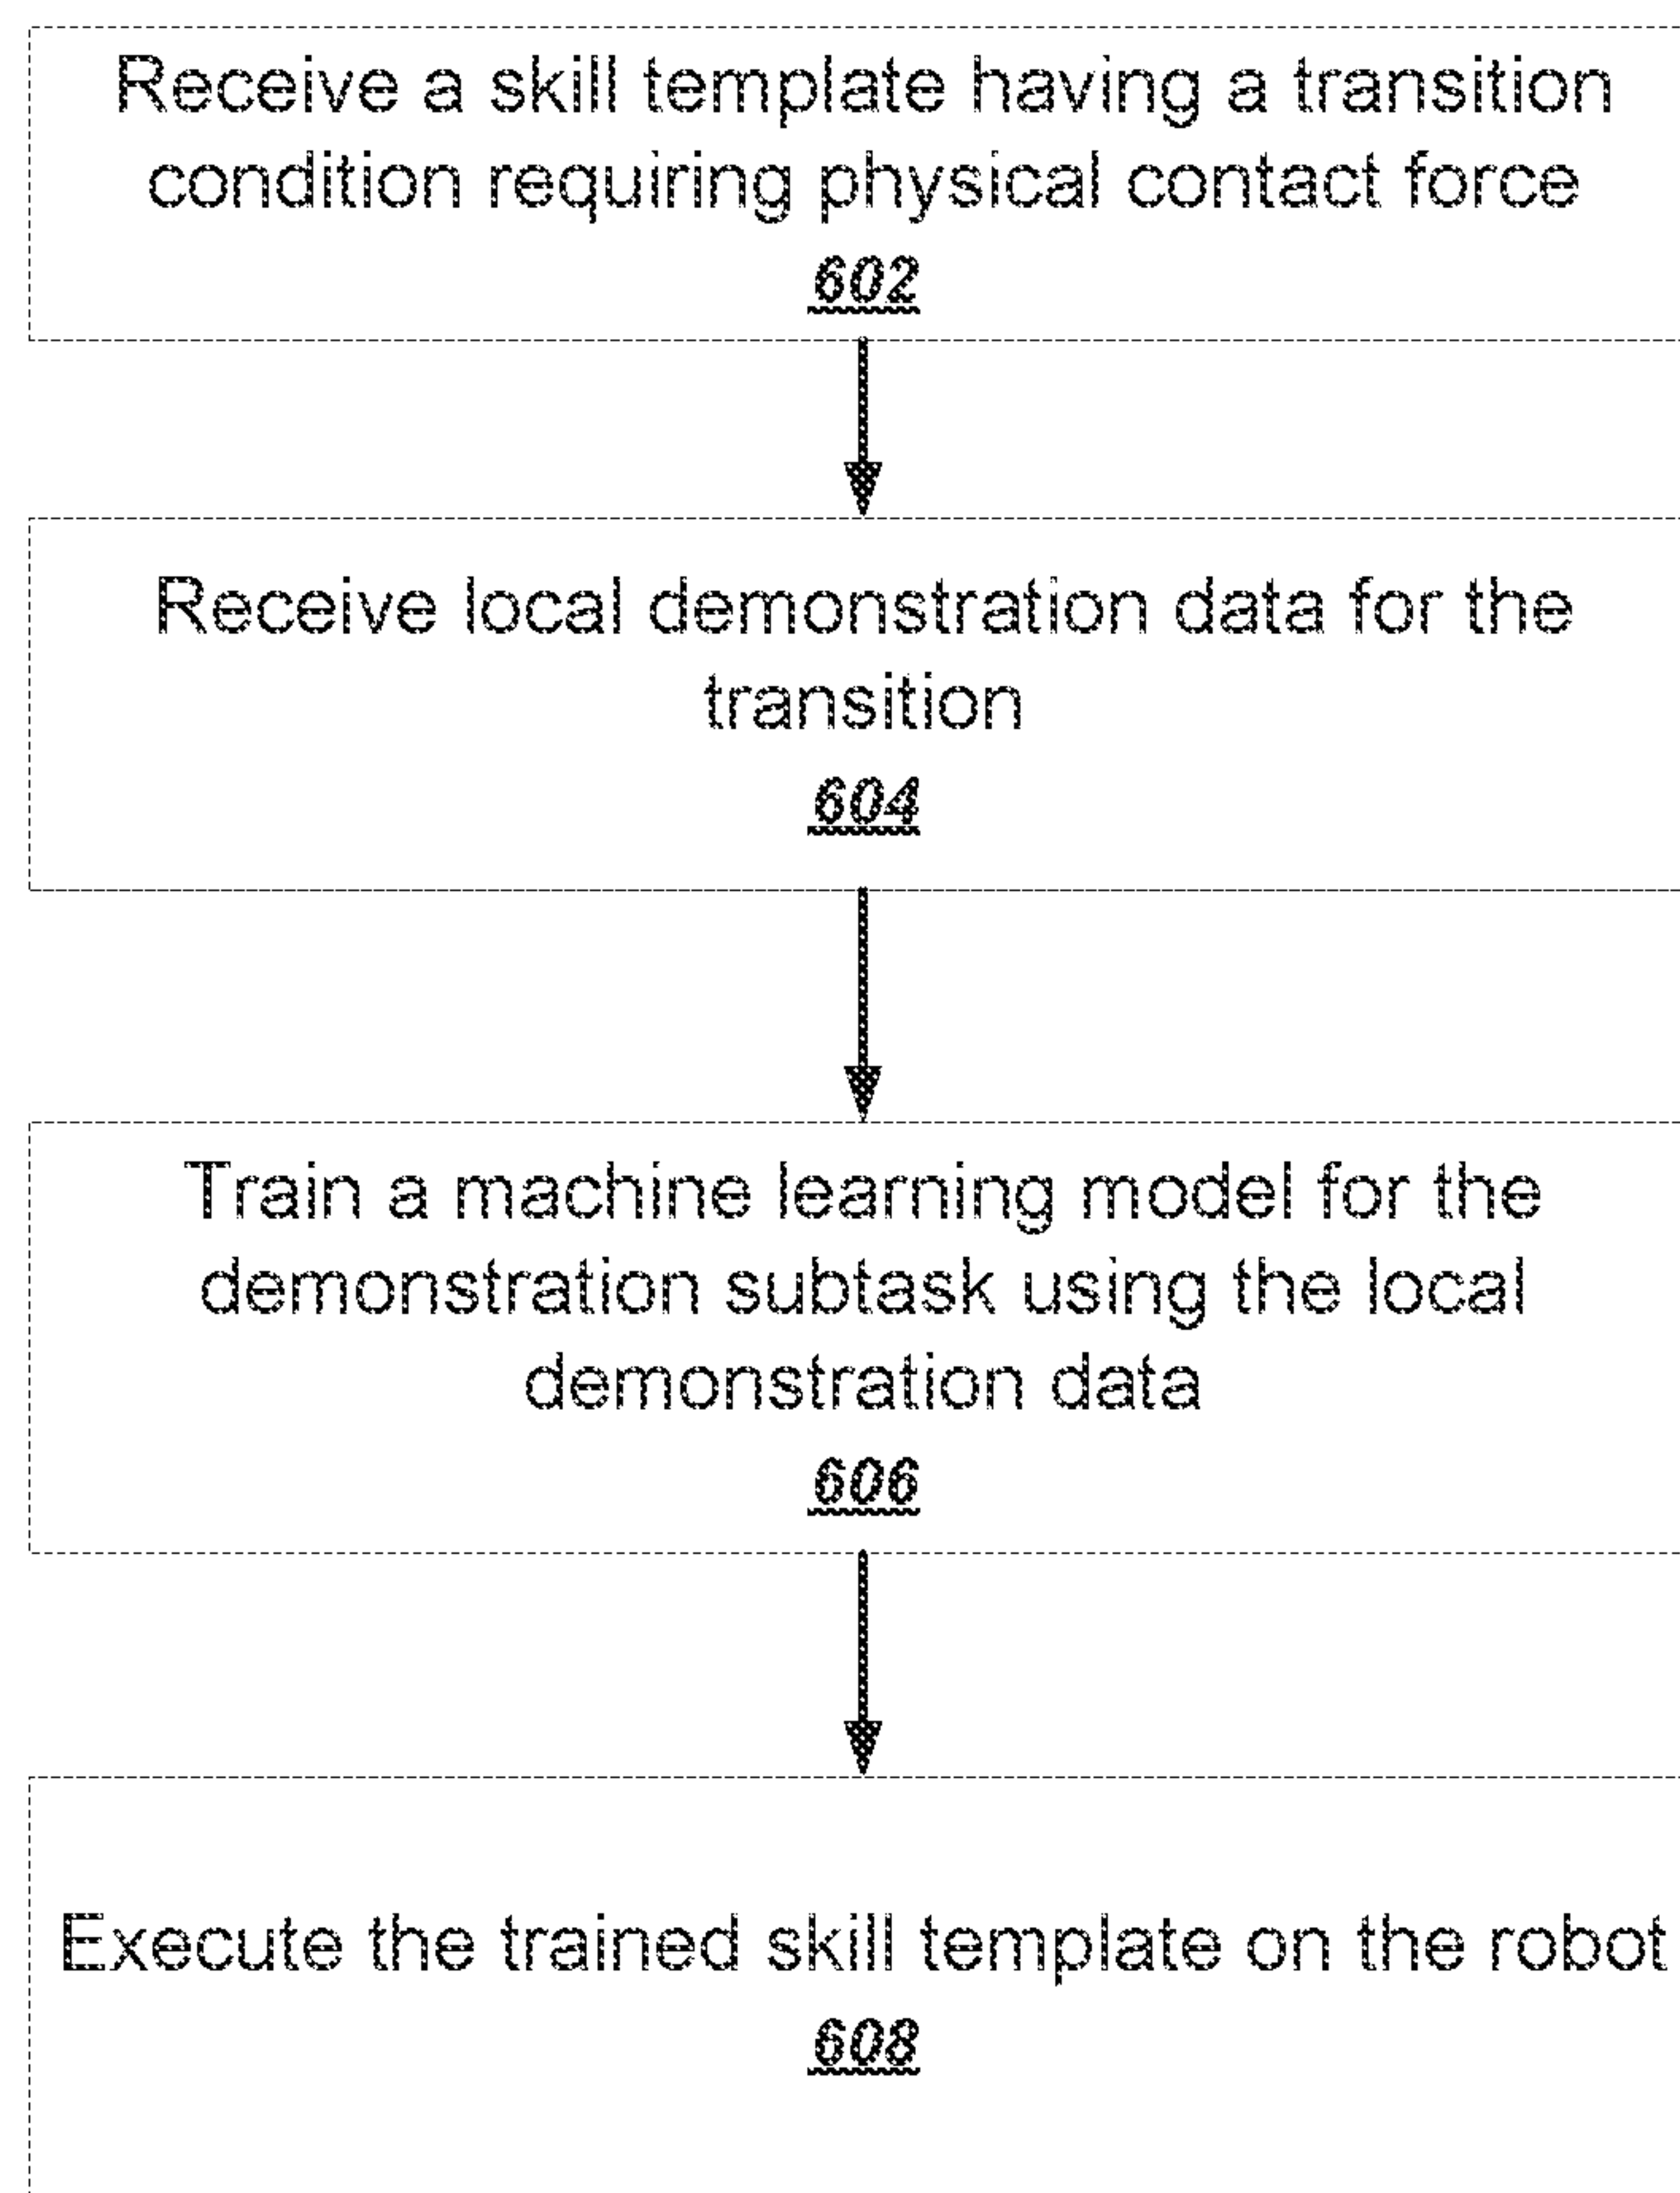 Receive a skill template having a transition
condition requiring physical contact force
602
Receive local demonstration data for the
transition
604
Train a machine learning model for the
demonstration subtask using the local
demonstration data
606
Execute the trained skill template on the robot
608